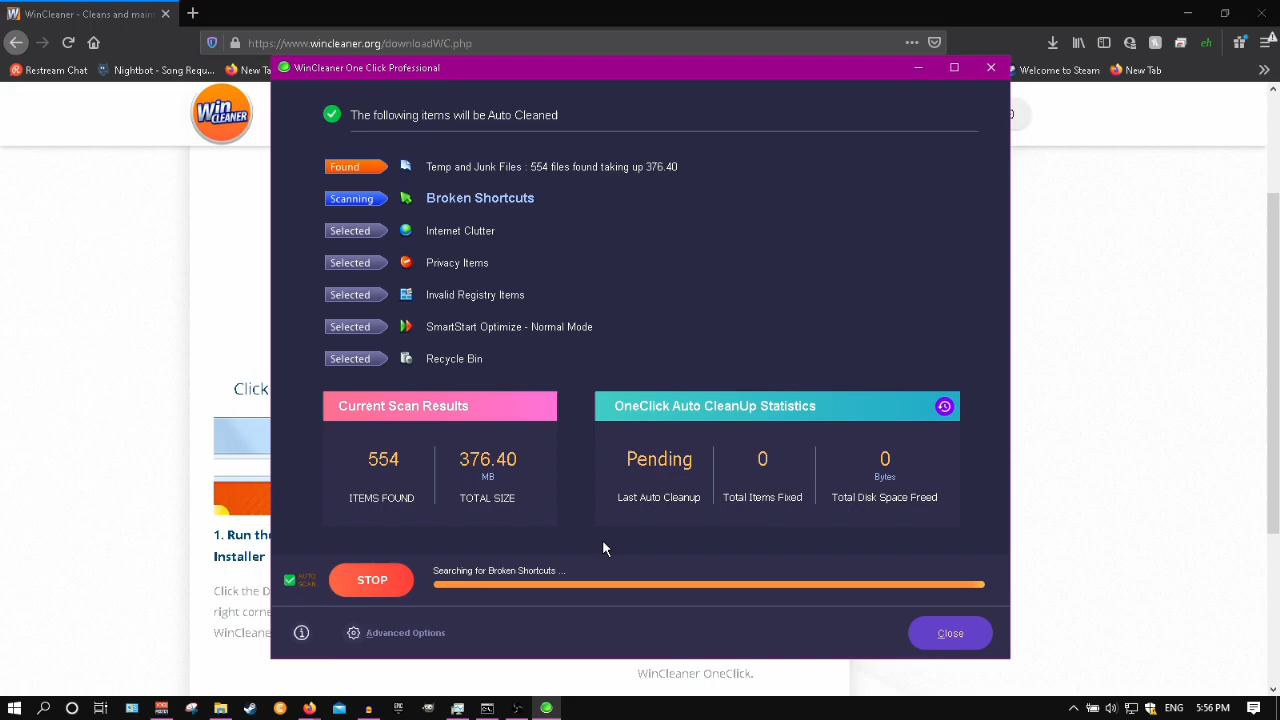 WinCleaner - Cleans and main
https://www.wincleaner.org/downloadWC.php
Restream Chat
Nightbot - Song Requ...
New Ta
Welcome to Steam
New Tab
WinCleaner One Click Professional
Win
CLEANER
The following items will be Auto Cleaned
Found
Temp and Junk Files : 554 files found taking up 376.40
Scanning
Broken Shortcuts
Selected
Internet Clutter
Selected
Privacy Items
Selected
Invalid Registry Items
Selected
SmartStart Optimize - Normal Mode
Selected
Recycle Bin
Click
Current Scan Results
554
ITEMS FOUND
376.40
MB
TOTAL SIZE
OneClick Auto CleanUp Statistics
Pending
Last Auto Cleanup
0
Total Items Fixed
0
Bytes
Total Disk Space Freed
1. Run the
Installer
Click the D
right corne
WinCleane
AUTO
SCAN
STOP
Searching for Broken Shortcuts ...
Advanced Options
Close
WinCleaner OneClick.
ENG
5:56 PM